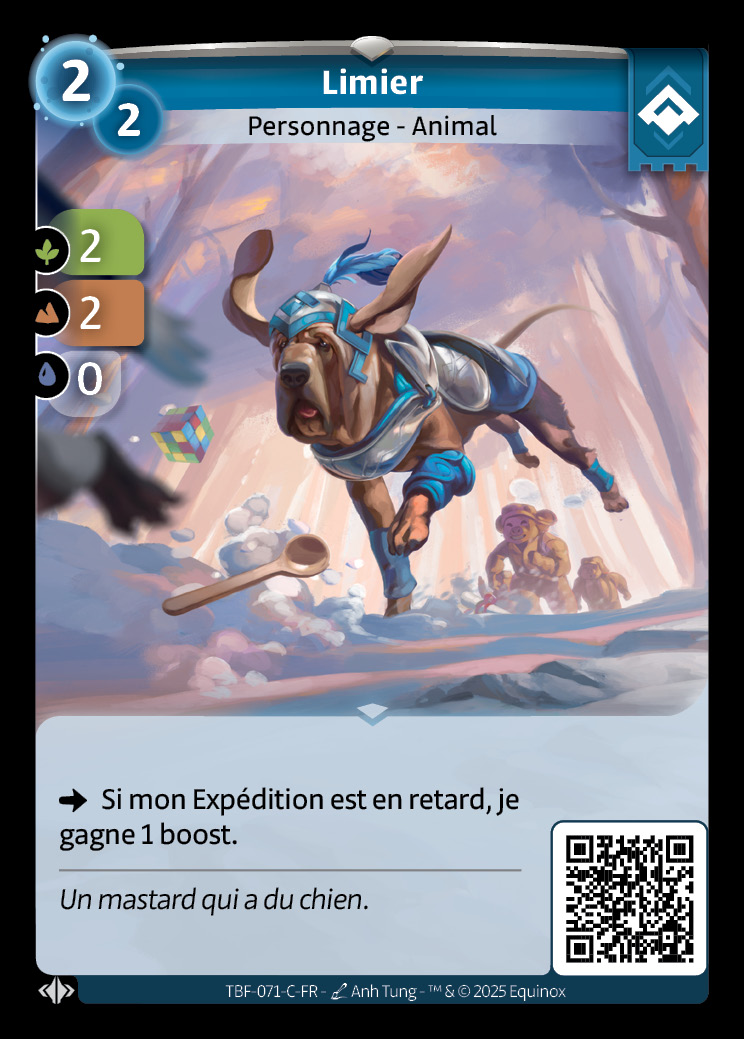 2
Limier
2
Personnage - Animal
2
2
0
Si mon Expédition est en retard, je
gagne 1 boost.
Un mastard qui a du chien.
TBF-071-C-FR - Anh Tung - ™ & © 2025 Equinox